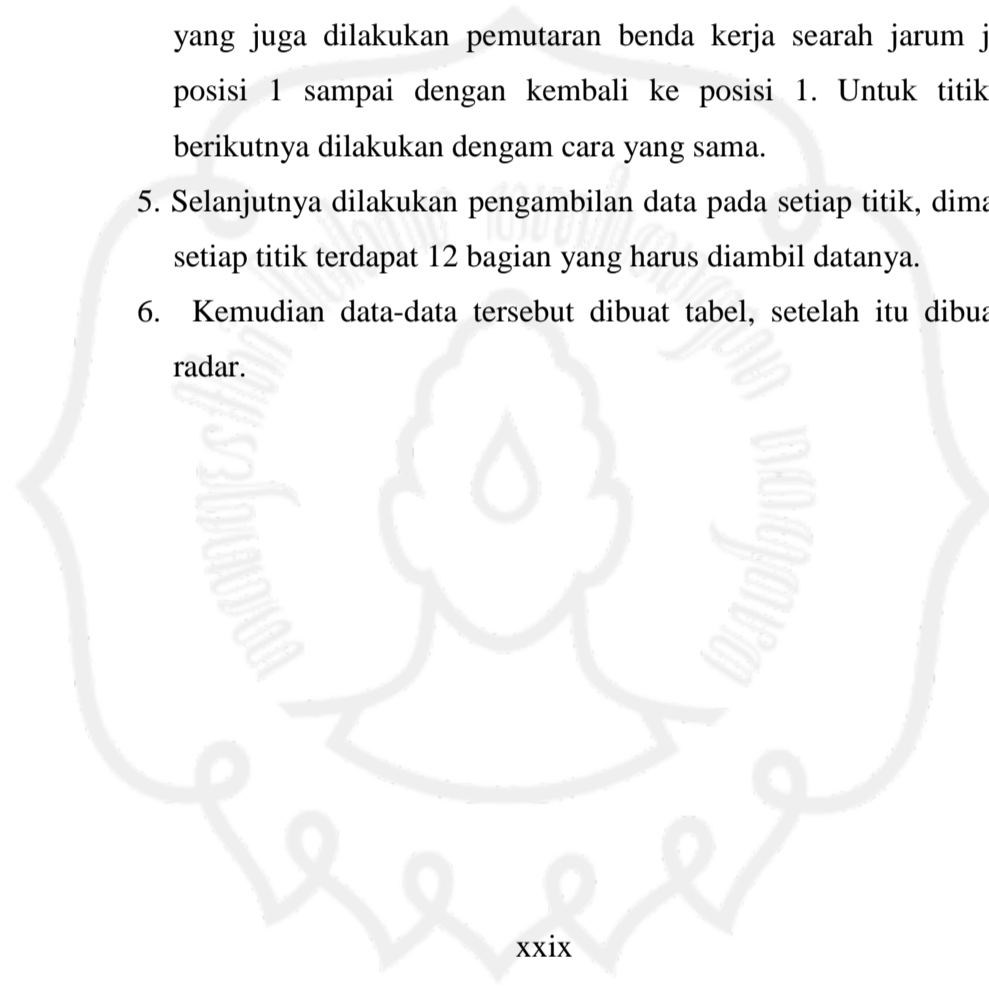 yang juga dilakukan pemutaran benda kerja searah jarum
posisi 1 sampai dengan kembali ke posisi 1. Untuk titik
berikutnya dilakukan dengam cara yang sama.
5. Selanjutnya dilakukan pengambilan data pada setiap titik,
setiap titik terdapat 12 bagian yang harus diambil datanya.
6. Kemudian data-data tersebut dibuat tabel, setelah itu
radar.
xxix